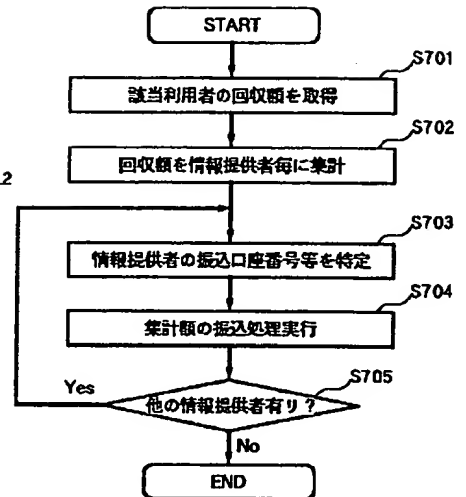 START
S701
該当利用者の回収額を取得
S702
回収額を情報提供者毎に集計
2
S703
情報提供者の振込口座番号等を特定
S704
集計額の振込処理実行
S705
Yes
他の情報提供者有り？
No
END